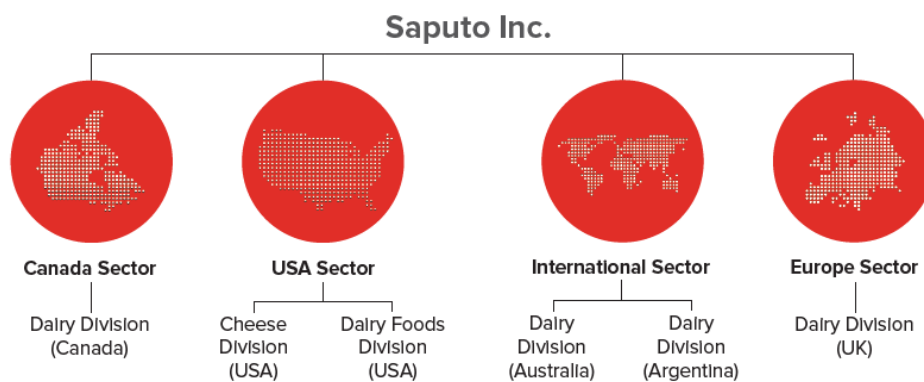 Saputo Inc.
Canada Sector
USA Sector
International Sector
Europe Sector
Dairy Division
(Canada)
Cheese
Division
(USA)
Dairy Foods
Division
(USA)
Dairy
Division
(Australia)
Dairy
Division
(Argentina)
Dairy Division
(UK)